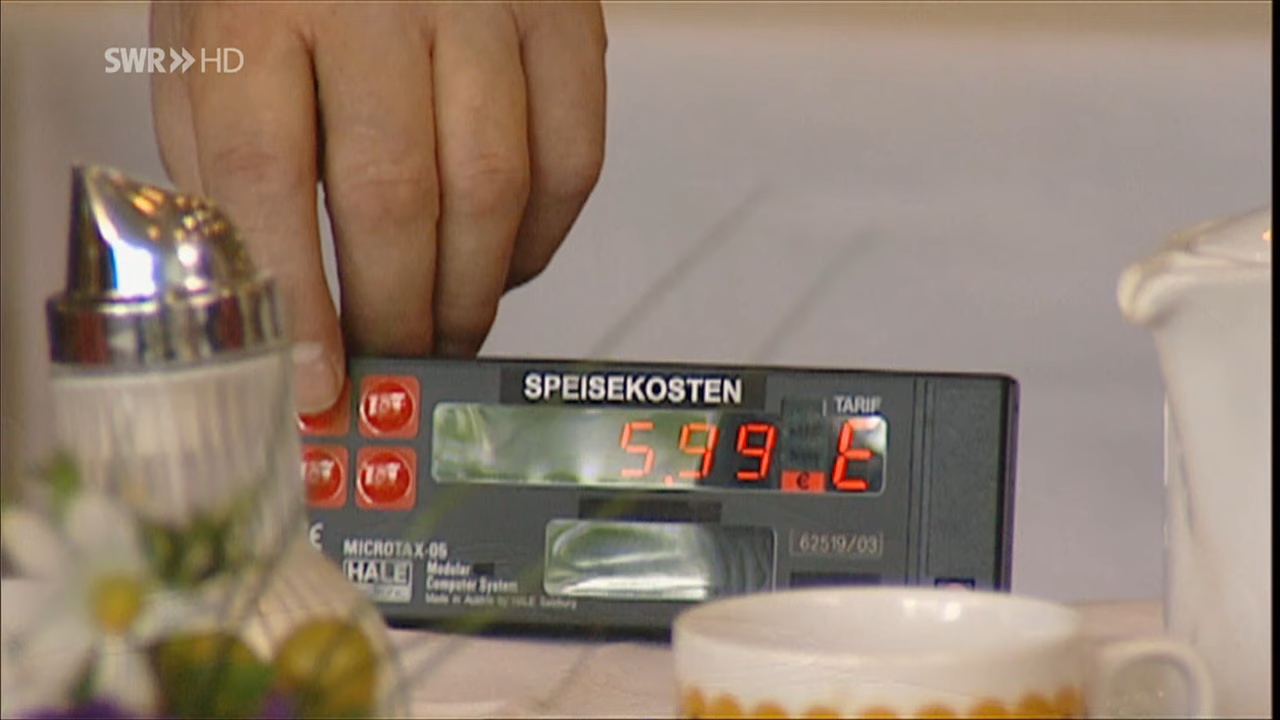 SWR»HD
SPEISEKOSTEN
TARIF
5.99 E
€
62519/03
MICROTAX-05
HALE
Modular
Computer System
Made in Austria by HALE Salzburg